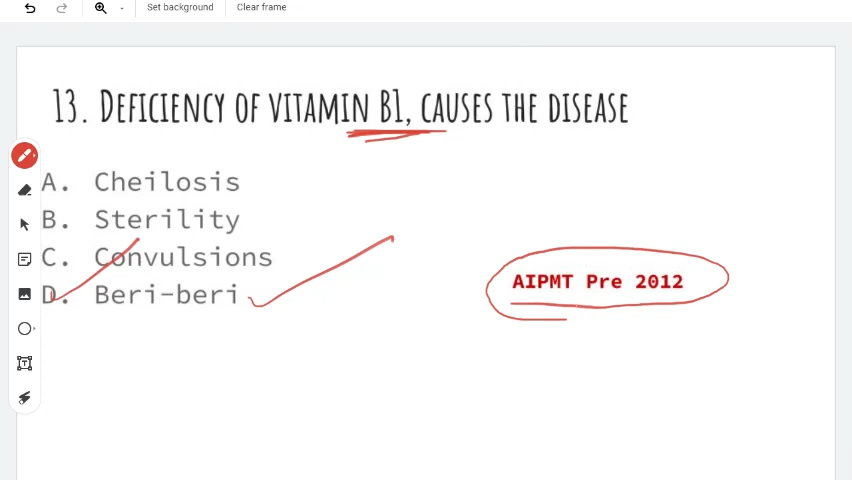 Set background
Clear frame
13. DEFICIENCY OF VITAMIN B1, CAUSES THE DISEASE
A. Cheilosis
B. Sterility
C. Convulsions
D. Beri-beri
AIPMT Pre 2012